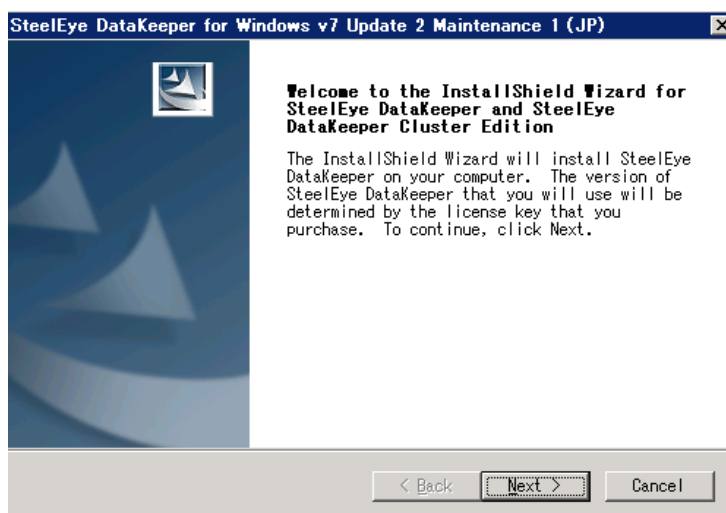 SteelEye DataKeeper for Windows v7 Update 2 Maintenance 1 (JP)
Welcome to the InstallShield Wizard for
SteelEye DataKeeper and SteelEye
DataKeeper Cluster Edition
The InstallShield Wizard will install SteelEye
DataKeeper on your computer.  The version of
SteelEye DataKeeper that you will use will be
determined by the license key that you
purchase.  To continue, click Next.
< Back
Next >
Cancel